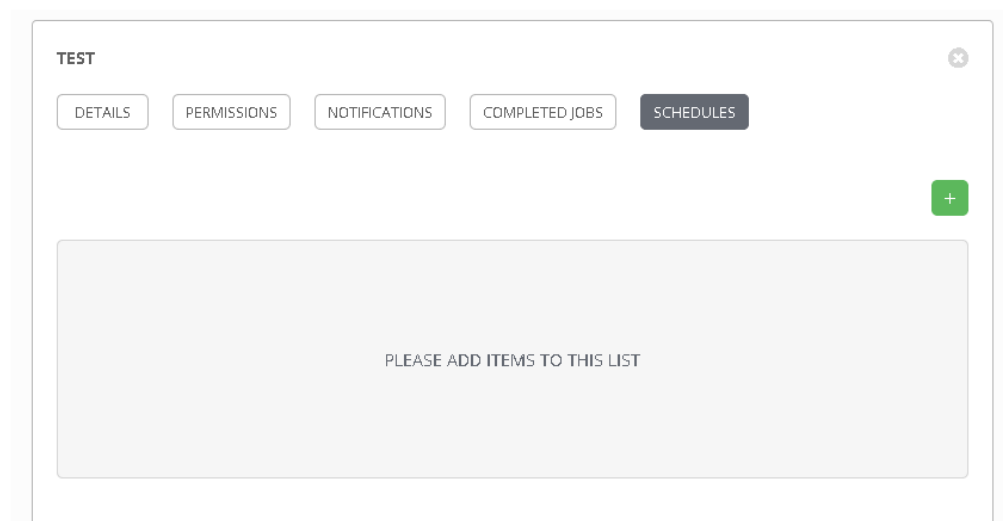 TEST
DETAILS PERMISSIONS NOTIFICATIONS COMPLETED JOBS SCHEDULES
+
PLEASE ADD ITEMS TO THIS LIST